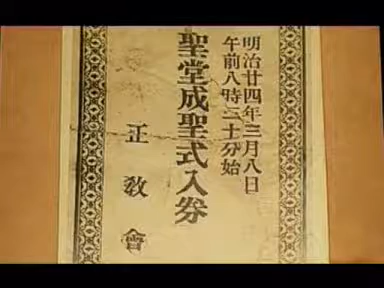 明治廿四年三月八日
午前八時三十分始
聖堂成聖式入券
正教會